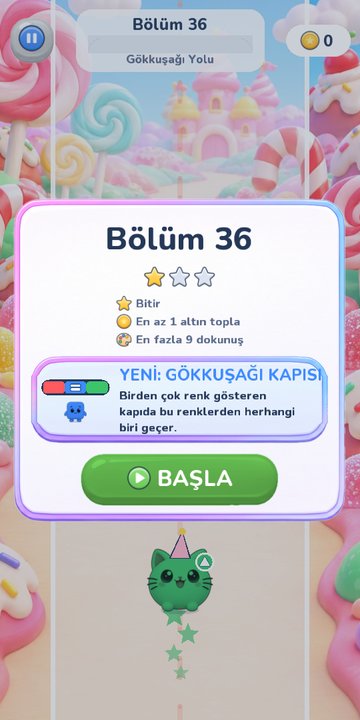 Bölüm 36
Gökkuşağı Yolu
0
Bölüm 36
Bitir
En az 1 altın topla
En fazla 9 dokunuş
YENİ: GÖKKUŞAĞI KAPISI
Birden çok renk gösteren
kapıda bu renklerden herhangi
biri geçer.
BAŞLA